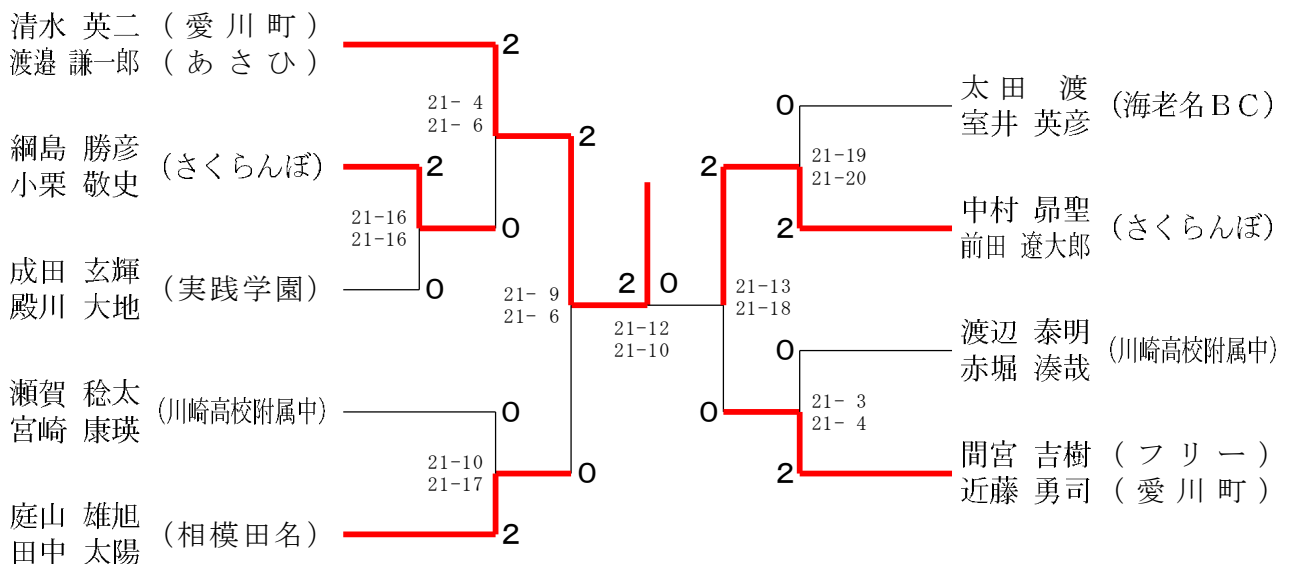 清水 英二 ( 愛 川 町 )
渡邉 謙一郎 ( あ さ ひ )
2
21- 4
21- 6
2
綱島 勝彦 (さくらんぼ)
小栗 敬史
2
21-16
21-16
0
成田 玄輝 (実践学園)
殿川 大地
0
21- 9
21- 6
瀬賀 稔太 (川崎高校附属中)
宮崎 康瑛
0
21-10
21-17
0
庭山 雄旭 (相模田名)
田中 太陽
2
2 0
21-12
21-10
太田 渡 (海老名BC)
室井 英彦
0
2
21-19
21-20
中村 昴聖 (さくらんぼ)
前田 遼大郎
2
21-13
21-18
渡辺 泰明 (川崎高校附属中)
赤堀 湊哉
0
0
21- 3
21- 4
間宮 吉樹 ( フ リ ー )
近藤 勇司 ( 愛 川 町 )
2